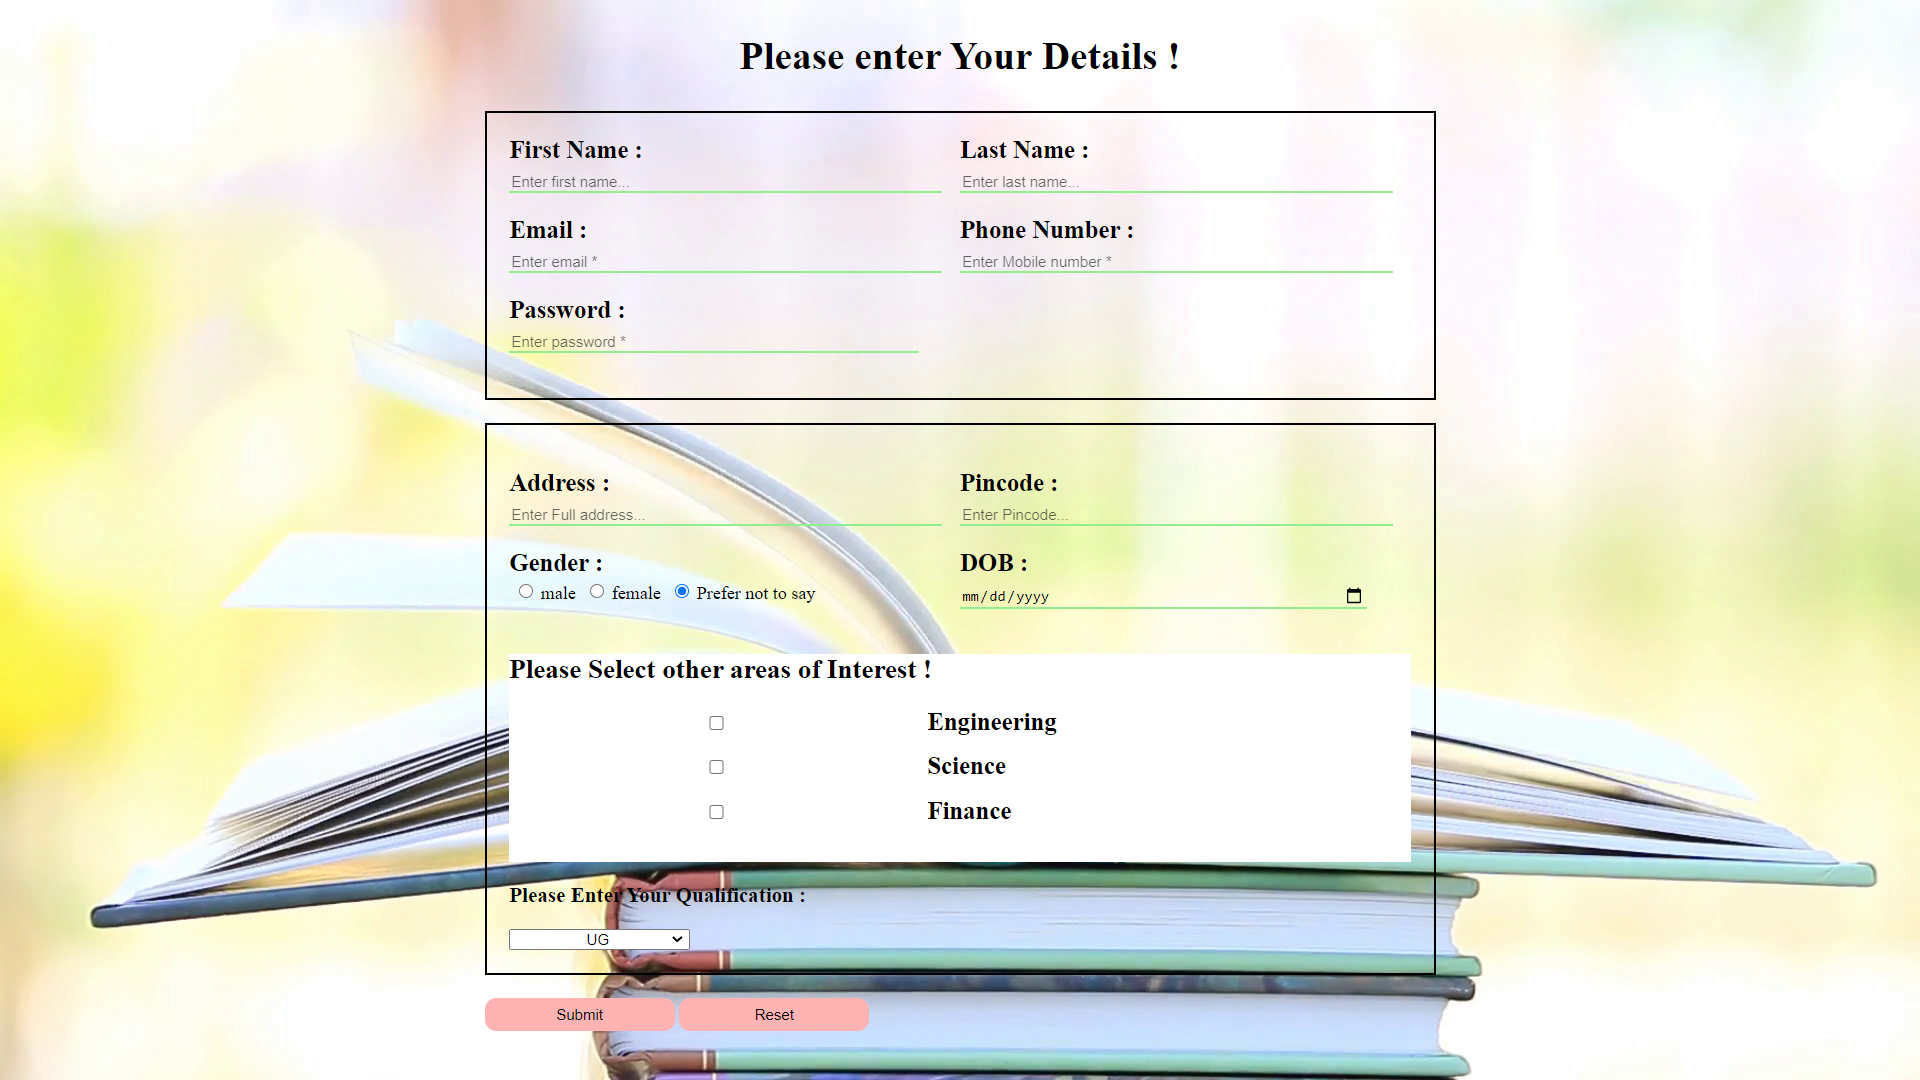 Please enter Your Details !
First Name :
Last Name :
Enter first name...
Enter last name...
Email :
Phone Number :
Enter email *
Enter Mobile number *
Password :
Enter password *
Address :
Pincode :
Enter Full address...
Enter Pincode...
Gender :
DOB :
male female Prefer not to say
mm/dd/yyyy
Please Select other areas of Interest !
Engineering
Science
Finance
Please Enter Your Qualification :
UG
Submit
Reset